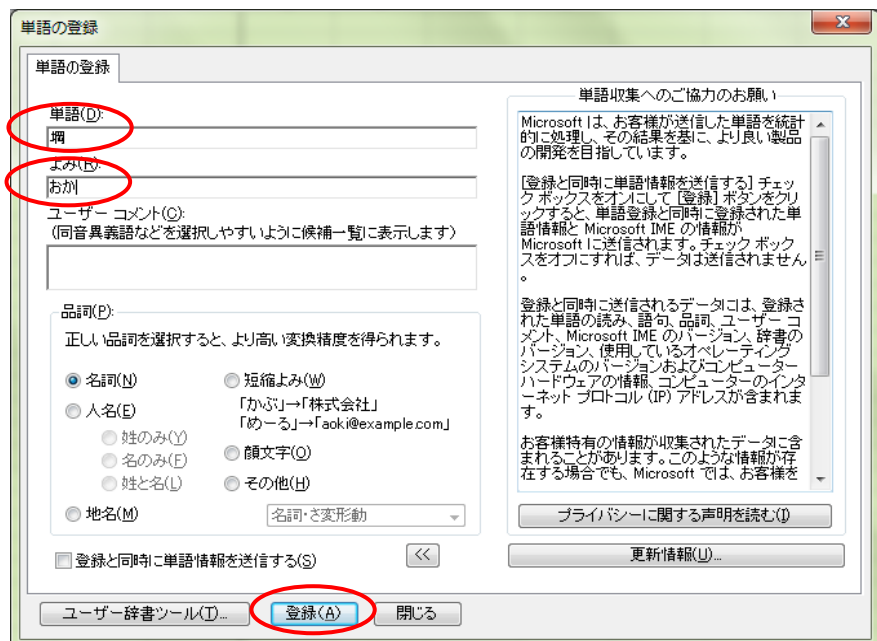 単語の登録
単語の登録
単語(D):
堈
よみ(R):
おか
ユーザー コメント(C):
(同音異義語などを選択しやすいように候補一覧に表示します)
品詞(P):
正しい品詞を選択すると、より高い変換精度を得られます。
名詞(N)
人名(E)
姓のみ(Y)
名のみ(F)
姓と名(L)
地名(M)
短縮よみ(W)
「かぶ」→「株式会社」
「めーる」→「aoki@example.com」
顔文字(O)
その他(H)
名詞・さ変形動
登録と同時に単語情報を送信する(S)
<<
単語収集へのご協力のお願い
Microsoft は、お客様が送信した単語を統計
的に処理し、その結果を基に、より良い製品
の開発を目指しています。
[登録と同時に単語情報を送信する] チェッ
ク ボックスをオンにして [登録] ボタンをクリ
ックすると、単語登録と同時に登録された単
語情報と Microsoft IME の情報が
Microsoft に送信されます。チェック ボック
スをオフにすれば、データは送信されません
。
登録と同時に送信されるデータには、登録さ
れた単語の読み、語句、品詞、ユーザー コ
メント、Microsoft IME のバージョン、辞書の
バージョン、使用しているオペレーティング
システムのバージョンおよびコンピューター
ハードウェアの情報、コンピューターのインタ
ーネット プロトコル (IP) アドレスが含まれま
す。
お客様特有の情報が収集されたデータに含
まれることがあります。このような情報が存
在する場合でも、Microsoft では、お客様を
プライバシーに関する声明を読む(I)
更新情報(U)...
ユーザー辞書ツール(T)...
登録(A)
閉じる